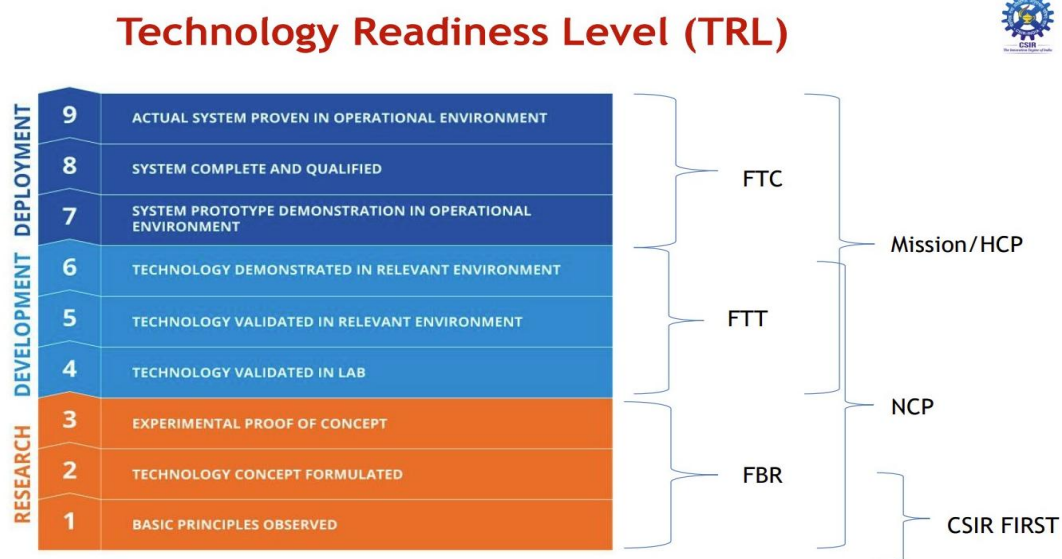 Technology Readiness Level (TRL)
CSIR
DEPLOYMENT
9 ACTUAL SYSTEM PROVEN IN OPERATIONAL ENVIRONMENT
8 SYSTEM COMPLETE AND QUALIFIED
7 SYSTEM PROTOTYPE DEMONSTRATION IN OPERATIONAL
ENVIRONMENT
FTC
Mission/HCP
DEVELOPMENT
6 TECHNOLOGY DEMONSTRATED IN RELEVANT ENVIRONMENT
5 TECHNOLOGY VALIDATED IN RELEVANT ENVIRONMENT
4 TECHNOLOGY VALIDATED IN LAB
FTT
NCP
RESEARCH
3 EXPERIMENTAL PROOF OF CONCEPT
2 TECHNOLOGY CONCEPT FORMULATED
1 BASIC PRINCIPLES OBSERVED
FBR
CSIR FIRST